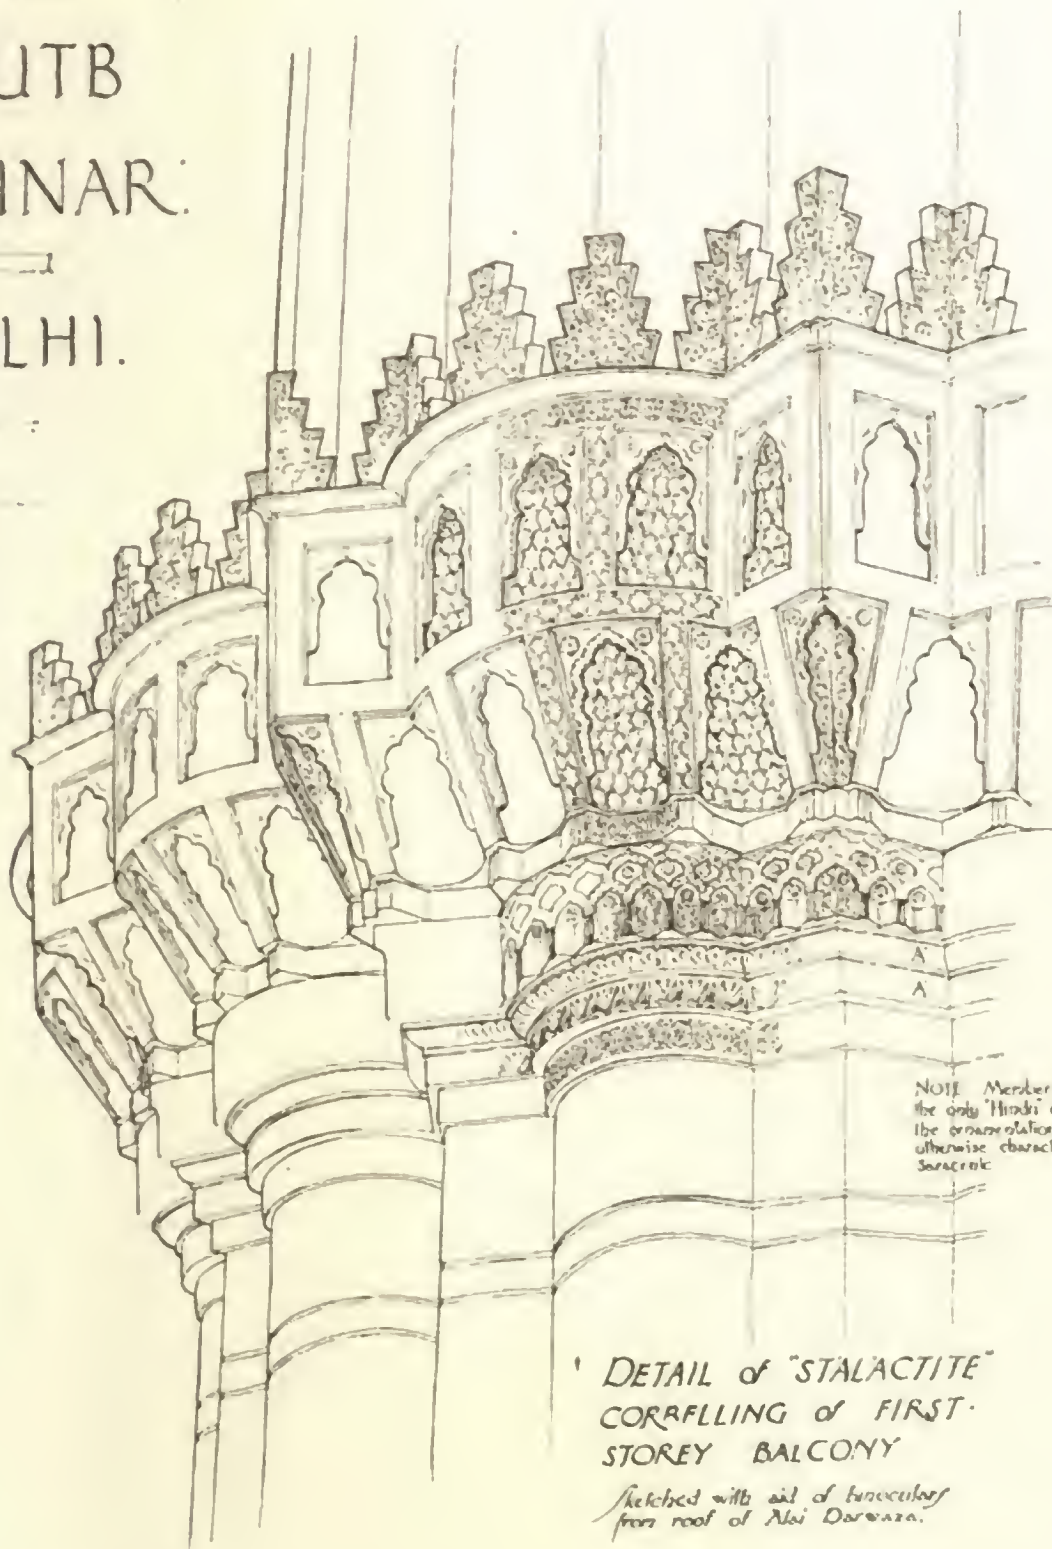 UTB
INAR.
LHI.
A
A
NOTE Member
the only "Hindu"
the ornamentation
otherwise charact
Saracenic
DETAIL of "STALACTITE"
CORBELLING of FIRST-
STOREY BALCONY
Sketched with aid of binoculars
from roof of Alai Darwaza.